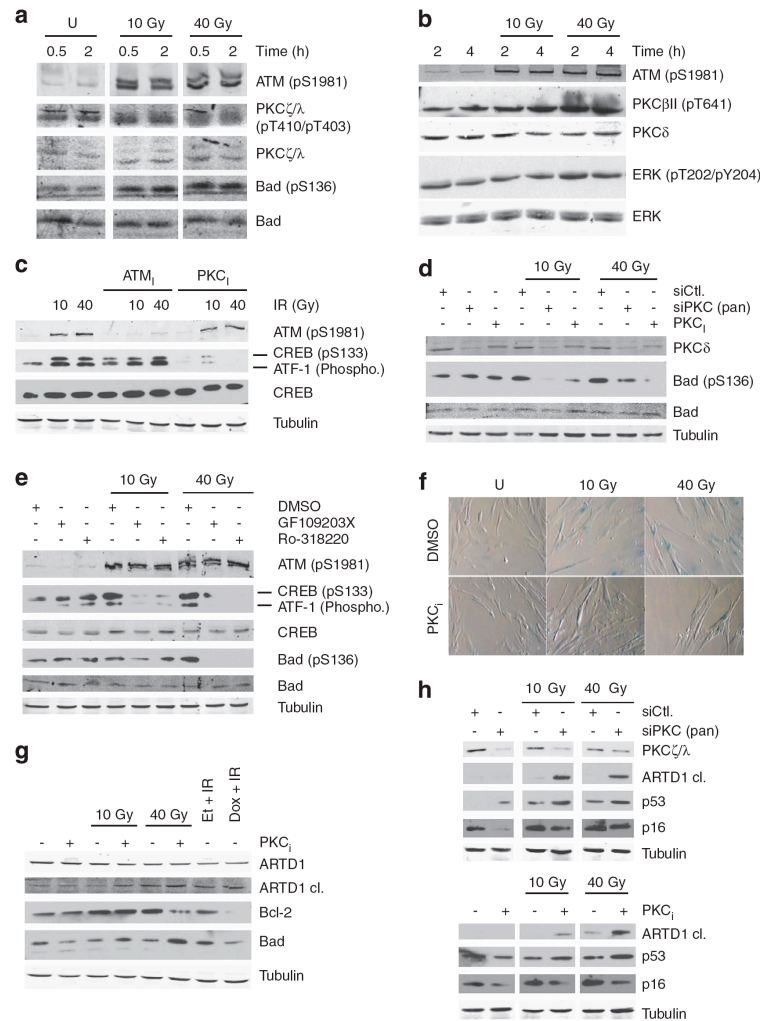 a
U 10 Gy 40 Gy
0.5 2 0.5 2 0.5 2 Time (h)
ATM (pS1981)
PKCζ/λ
(pT410/pT403)
PKCζ/λ
Bad (pS136)
Bad
b
10 Gy 40 Gy
2 4 2 4 2 4 Time (h)
ATM (pS1981)
PKCβII (pT641)
PKCδ
ERK (pT202/pY204)
ERK
c
ATMI PKCI
10 40 10 40 10 40 IR (Gy)
ATM (pS1981)
CREB (pS133)
ATF-1 (Phospho.)
CREB
Tubulin
d
10 Gy 40 Gy
+ - - + - - + - - siCtl.
- + - - + - - + - siPKC (pan)
- - + - - + - - + PKCI
PKCδ
Bad (pS136)
Bad
Tubulin
e
10 Gy 40 Gy
+ - - + - - + - - DMSO
- + - - + - - + - GF109203X
- - + - - + - - + Ro-318220
ATM (pS1981)
CREB (pS133)
ATF-1 (Phospho.)
CREB
Bad (pS136)
Bad
Tubulin
f
U 10 Gy 40 Gy
DMSO
PKCi
g
10 Gy 40 Gy Et + IR Dox + IR
- + - + - + - - PKCi
ARTD1
ARTD1 cl.
Bcl-2
Bad
Tubulin
h
10 Gy 40 Gy
+ - + - + - siCtl.
- + - + - + siPKC (pan)
PKCζ/λ
ARTD1 cl.
p53
p16
Tubulin
10 Gy 40 Gy
- + - + - + PKCi
ARTD1 cl.
p53
p16
Tubulin